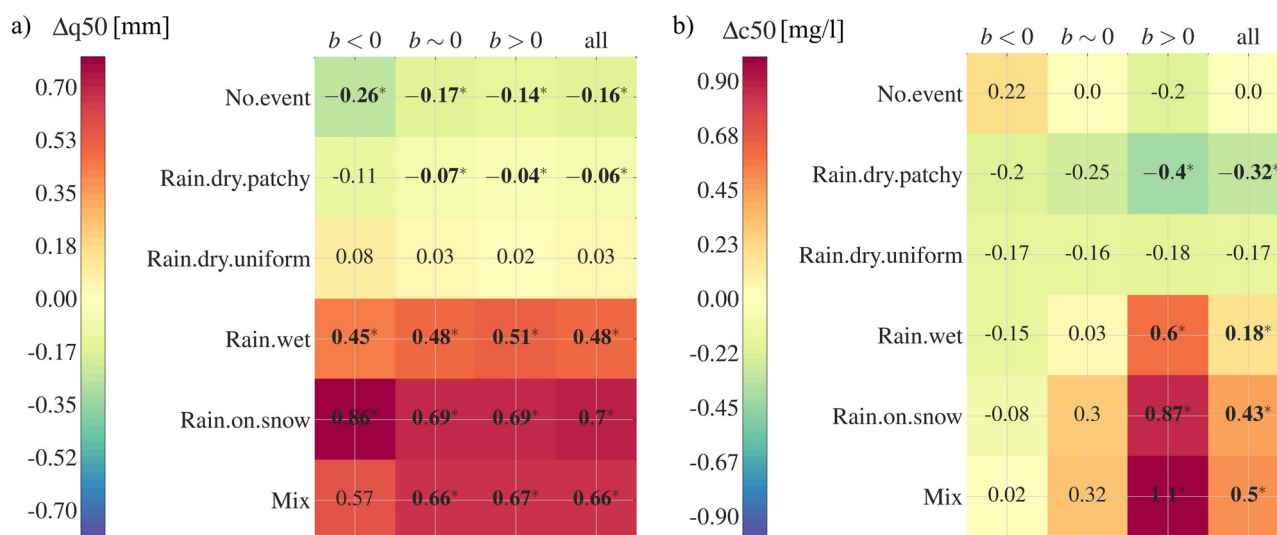 a) Δq50 [mm]
b < 0 b ∼ 0 b > 0 all
0.70
0.53
0.35
0.18
0.00
-0.17
-0.35
-0.52
-0.70
No.event −0.26* −0.17* −0.14* −0.16*
Rain.dry.patchy -0.11 −0.07* −0.04* −0.06*
Rain.dry.uniform 0.08 0.03 0.02 0.03
Rain.wet 0.45* 0.48* 0.51* 0.48*
Rain.on.snow 0.86* 0.69* 0.69* 0.7*
Mix 0.57 0.66* 0.67* 0.66*
b) Δc50 [mg/l]
b < 0 b ∼ 0 b > 0 all
0.90
0.68
0.45
0.23
0.00
-0.22
-0.45
-0.67
-0.90
No.event 0.22 0.0 -0.2 0.0
Rain.dry.patchy -0.2 -0.25 −0.4* −0.32*
Rain.dry.uniform -0.17 -0.16 -0.18 -0.17
Rain.wet -0.15 0.03 0.6* 0.18*
Rain.on.snow -0.08 0.3 0.87* 0.43*
Mix 0.02 0.32 1.1* 0.5*